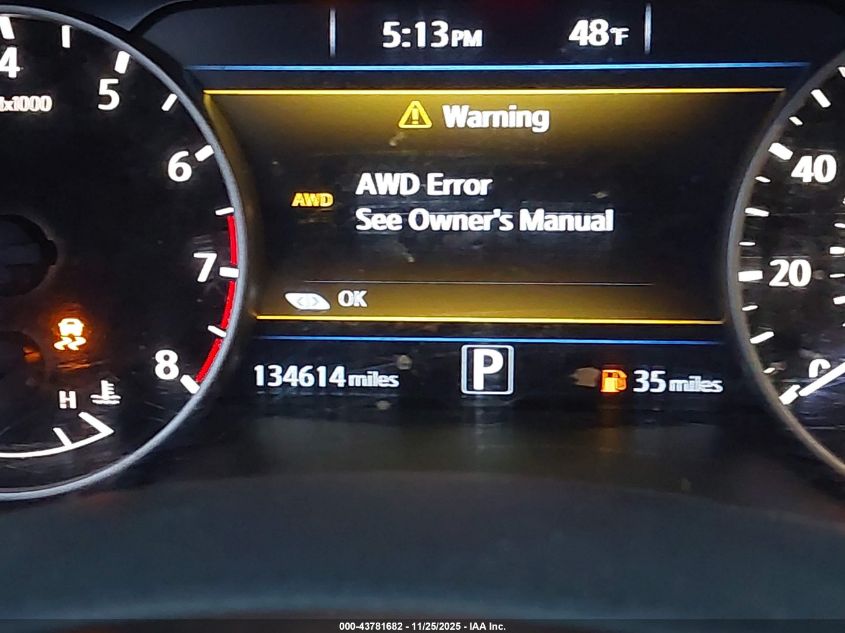 5:13PM 48°F
4
5
x1000
Warning
6
40
AWD AWD Error
See Owner's Manual
7
20
OK
8
0
134614 miles P 35 miles
H
000-43781682 - 11/25/2025 - IAA Inc.